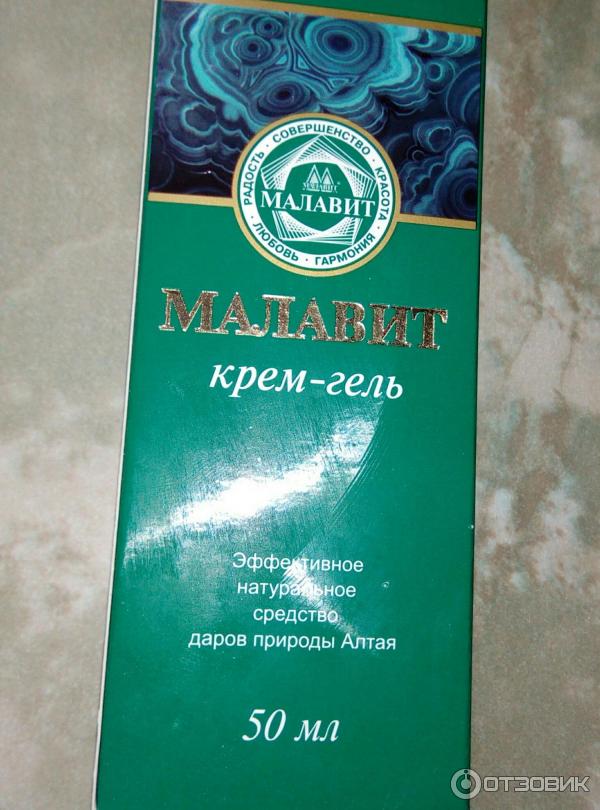 РАДОСТЬ · СОВЕРШЕНСТВО · КРАСОТА · ГАРМОНИЯ · ЛЮБОВЬ ·
МАЛАВИТ
МАЛАВИТ
МАЛАВИТ
крем-гель
Эффективное
натуральное
средство
даров природы Алтая
50 мл
ОТЗОВИК